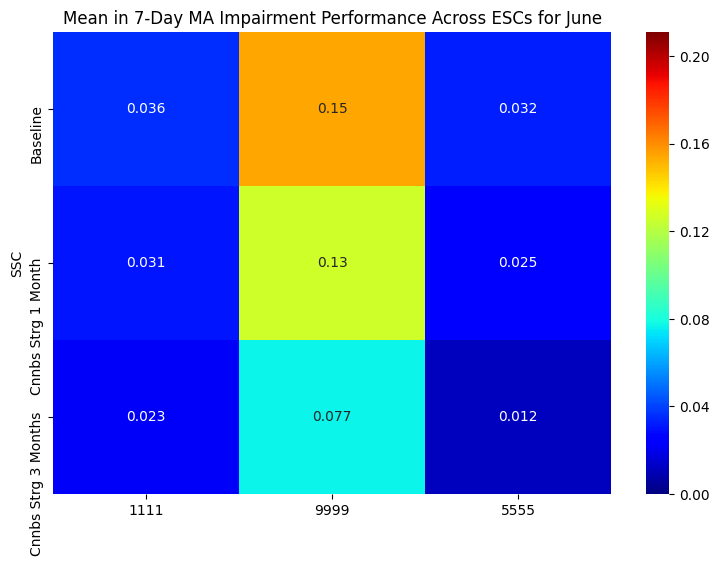 Mean in 7-Day MA Impairment Performance Across ESCs for June
SSC
Baseline
0.036 0.15 0.032
Cnnbs Strg 1 Month
0.031 0.13 0.025
Cnnbs Strg 3 Months
0.023 0.077 0.012
1111 9999 5555
0.20
0.16
0.12
0.08
0.04
0.00